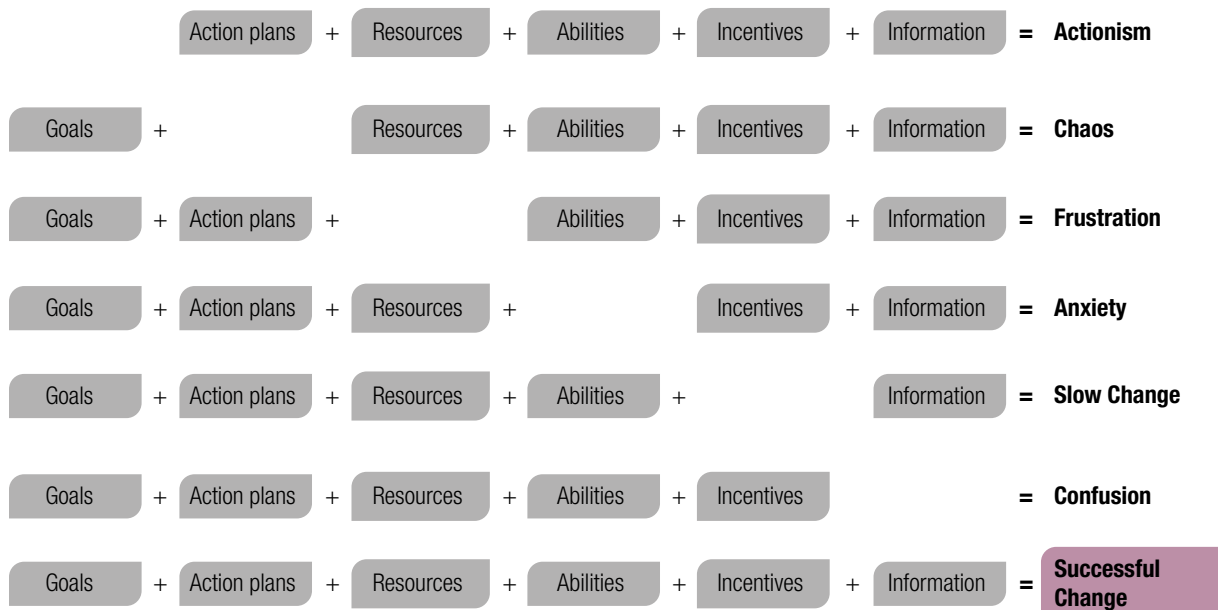 Action plans + Resources + Abilities + Incentives + Information = Actionism
Goals + Resources + Abilities + Incentives + Information = Chaos
Goals + Action plans + Abilities + Incentives + Information = Frustration
Goals + Action plans + Resources + Incentives + Information = Anxiety
Goals + Action plans + Resources + Abilities + Information = Slow Change
Goals + Action plans + Resources + Abilities + Incentives = Confusion
Goals + Action plans + Resources + Abilities + Incentives + Information = Successful
Change